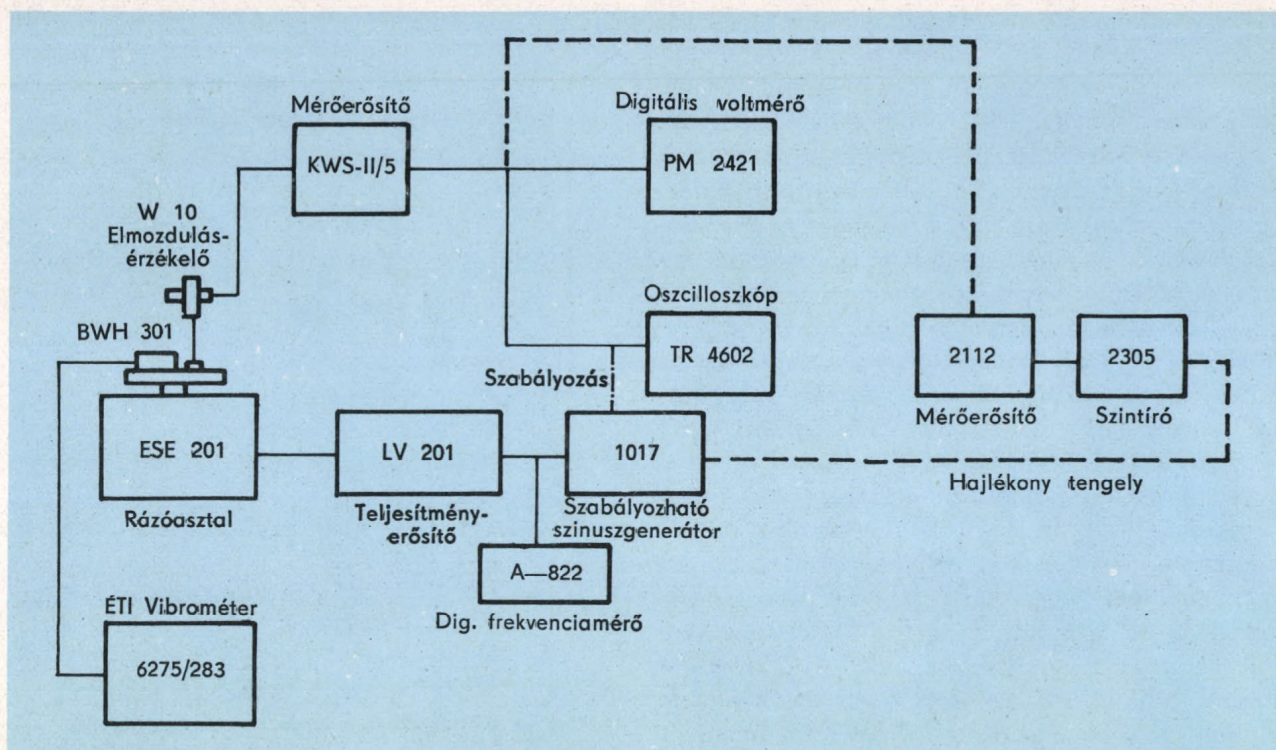 Mérőerősítő
KWS-II/5
Digitális voltmérő
PM 2421
W 10
Elmozdulás-
érzékelő
BWH 301
Oszcilloszkóp
TR 4602
Szabályozás
2112
Mérőerősítő
2305
Szintíró
ESE 201
Rázóasztal
LV 201
Teljesítmény-
erősítő
1017
Szabályozható
szinuszgenerátor
Hajlékony tengely
A—822
Dig. frekvenciamérő
ÉTI Vibrométer
6275/283